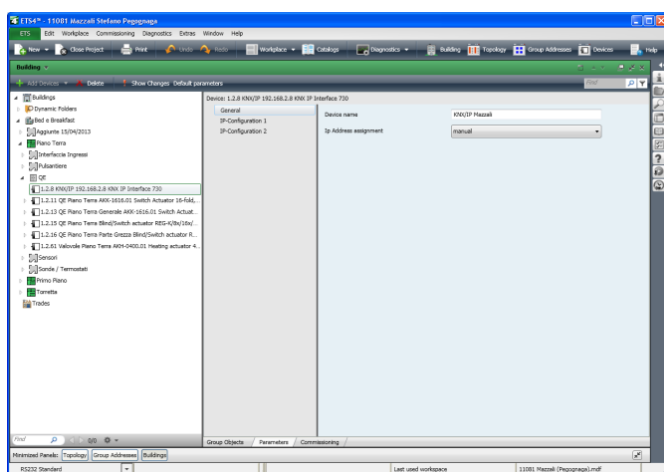 ETS4™ - 11081 Mazzali Stefano Pegognaga
ETS Edit Workplace Commissioning Diagnostics Extras Window Help
New Close Project Print Undo Redo Workplace Catalogs Diagnostics Building Topology Group Addresses Devices Help
Building
Add Devices Delete Show Changes Default parameters Find
Buildings
Dynamic Folders
Bed e Breakfast
Aggiunte 15/04/2013
Piano Terra
Interfaccia Ingressi
Pulsantiere
QE
1.2.8 KNX/IP 192.168.2.8 KNX IP Interface 730
1.2.11 QE Piano Terra AKK-1616.01 Switch Actuator 16-fold,...
1.2.13 QE Piano Terra Generale AKK-1616.01 Switch Actuat...
1.2.15 QE Piano Terra Blind/Switch actuator REG-K/8x/16x/...
1.2.16 QE Piano Terra Parte Grezza Blind/Switch actuator R...
1.2.61 Valovole Piano Terra AKH-0400.01 Heating actuator 4...
Sensori
Sonde / Termostati
Primo Piano
Torrette
Trades
Device: 1.2.8 KNX/IP 192.168.2.8 KNX IP Interface 730
General
IP-Configuration 1
IP-Configuration 2
Device name KNX/IP Mazzali
Ip Address assignment manual
Find 0/0
Group Objects Parameters Commissioning
Minimized Panels: Topology Group Addresses Buildings
RS232 Standard Last used workspace 11081 Mazzali (Pegognaga).mdf